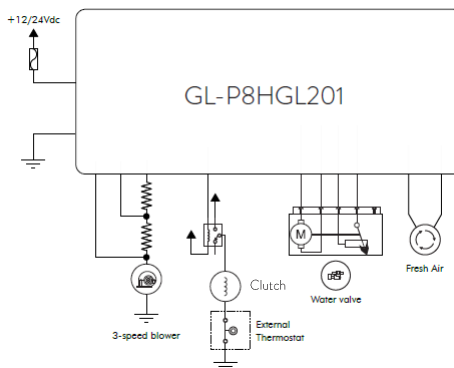 +12/24Vdc
GL-P8HGL201
M
Clutch
Water valve
Fresh Air
3-speed blower
External
Thermostat